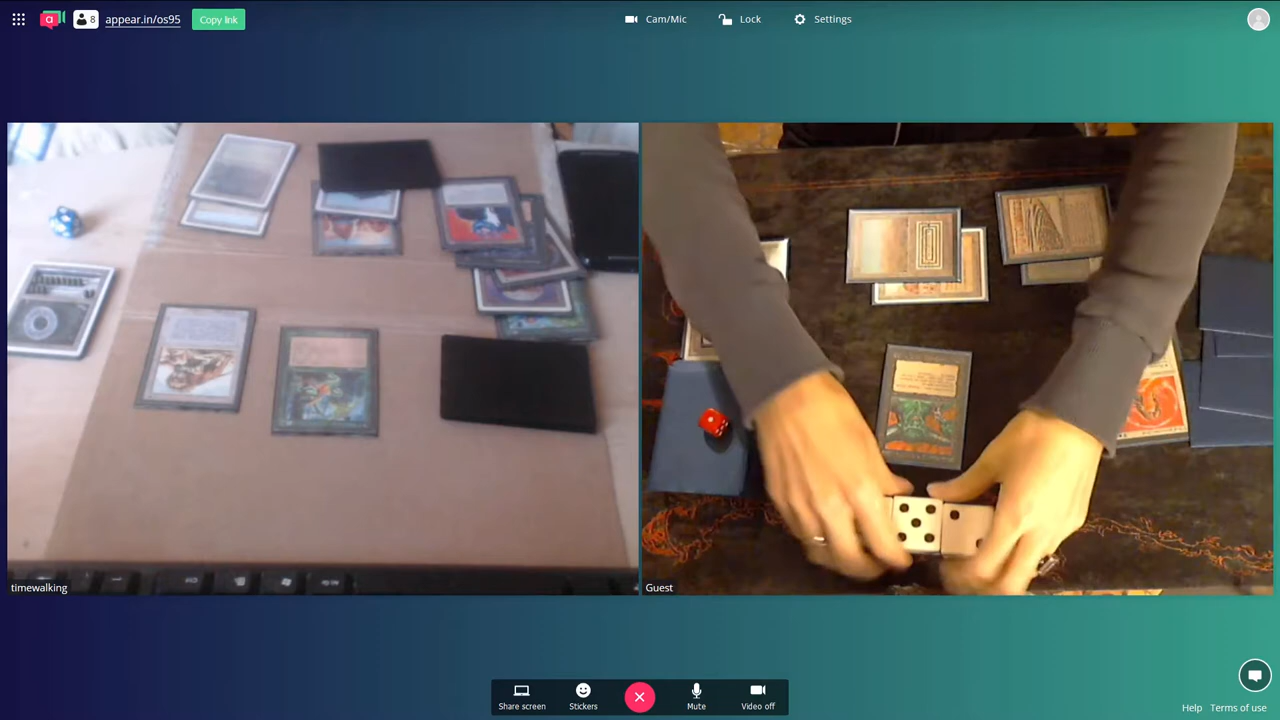 8
appear.in/os95
Copy link
Cam/Mic
Lock
Settings
timewalking
Guest
Share screen
Stickers
Mute
Video off
Help
Terms of use